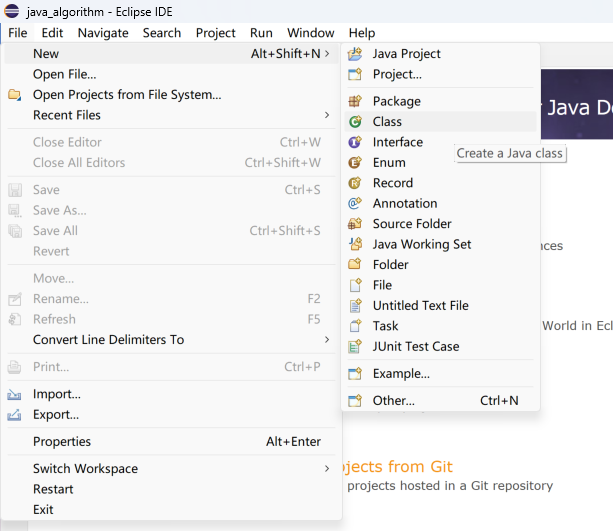 java_algorithm - Eclipse IDE
File Edit Navigate Search Project Run Window Help
New Alt+Shift+N
Open File...
Open Projects from File System...
Recent Files
Close Editor Ctrl+W
Close All Editors Ctrl+Shift+W
Save Ctrl+S
Save As...
Save All Ctrl+Shift+S
Revert
Move...
Rename... F2
Refresh F5
Convert Line Delimiters To
Print... Ctrl+P
Import...
Export...
Properties Alt+Enter
Switch Workspace
Restart
Exit
Java Project
Project...
Package
Class
Interface
Enum
Record
Annotation
Source Folder
Java Working Set
Folder
File
Untitled Text File
Task
JUnit Test Case
Example...
Other... Ctrl+N
Create a Java class
Java
World in
from Git
projects hosted in a Git repository